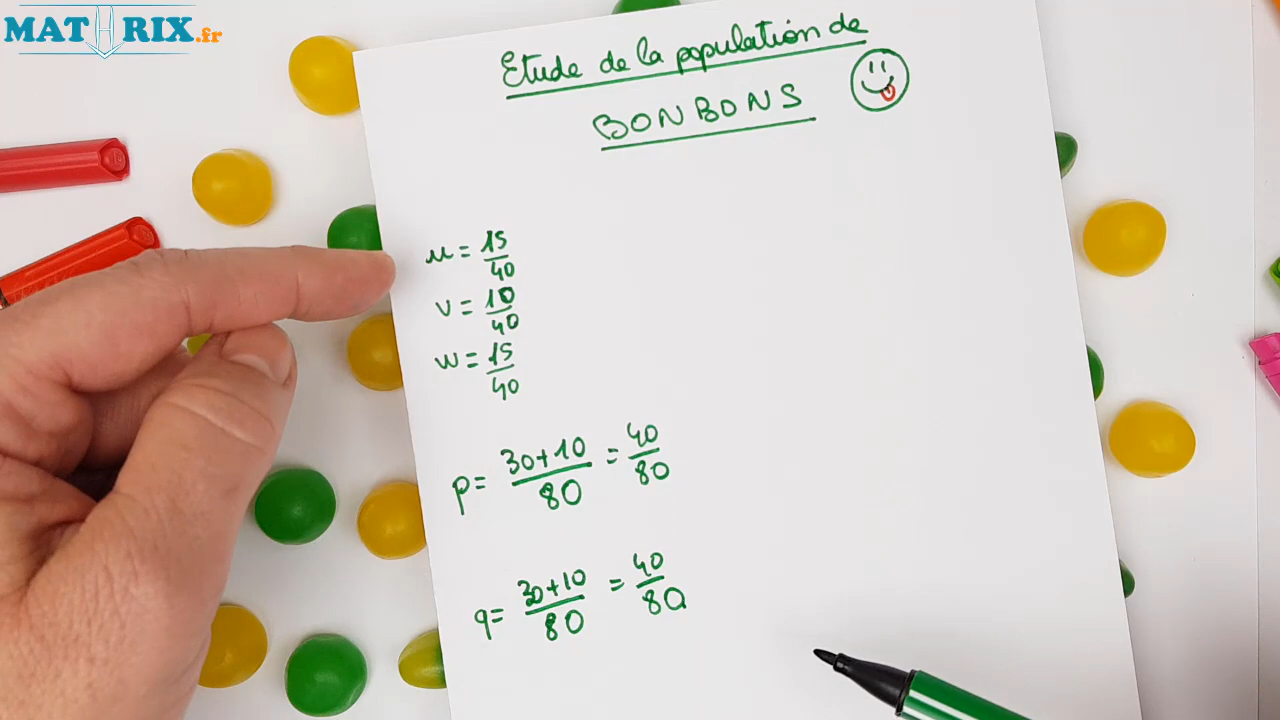 MATHRIX.fr
Etude de la population de
BONBONS
u = 15/40
v = 10/40
w = 15/40
p = 30+10/80 = 40/80
q = 30+10/80 = 40/80